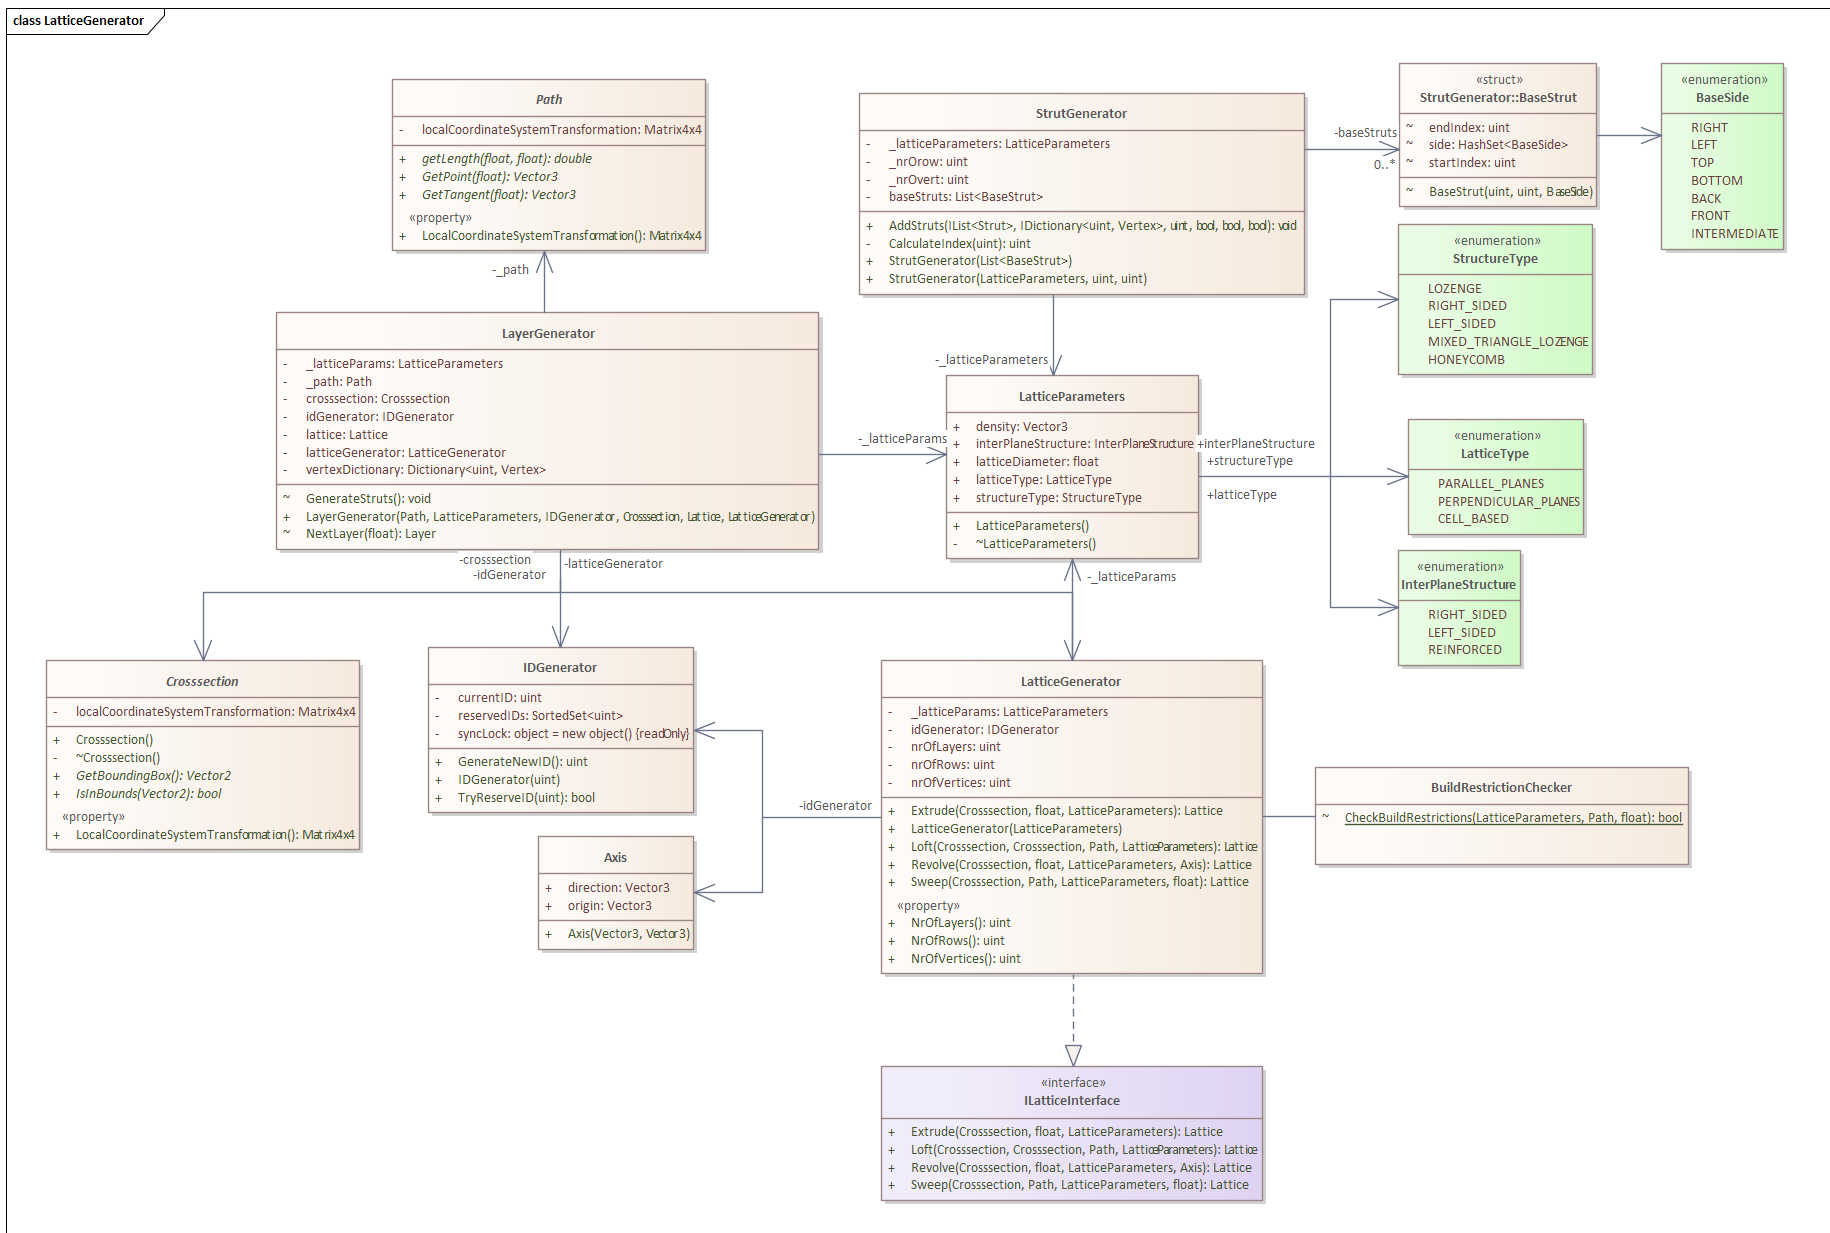 class LatticeGenerator
Path
- localCoordinateSystemTransformation: Matrix4x4
+ getLength(float, float): double
+ GetPoint(float): Vector3
+ GetTangent(float): Vector3
«property»
+ LocalCoordinateSystemTransformation(): Matrix4x4
-_path
StrutGenerator
- _latticeParameters: LatticeParameters
- _nrOrow: uint
- _nrOvert: uint
- baseStruts: List<BaseStrut>
+ AddStruts(IList<Strut>, IDictionary<uint, Vertex>, uint, bool, bool, bool): void
- CalculateIndex(uint): uint
+ StrutGenerator(List<BaseStrut>)
+ StrutGenerator(LatticeParameters, uint, uint)
-baseStruts
0..*
«struct»
StrutGenerator::BaseStrut
~ endIndex: uint
~ side: HashSet<BaseSide>
~ startIndex: uint
~ BaseStrut(uint, uint, BaseSide)
«enumeration»
BaseSide
RIGHT
LEFT
TOP
BOTTOM
BACK
FRONT
INTERMEDIATE
«enumeration»
StructureType
LOZENGE
RIGHT_SIDED
LEFT_SIDED
MIXED_TRIANGLE_LOZENGE
HONEYCOMB
LayerGenerator
- _latticeParams: LatticeParameters
- _path: Path
- crosssection: Crosssection
- idGenerator: IDGenerator
- lattice: Lattice
- latticeGenerator: LatticeGenerator
- vertexDictionary: Dictionary<uint, Vertex>
~ GenerateStruts(): void
+ LayerGenerator(Path, LatticeParameters, IDGenerator, Crosssection, Lattice, LatticeGenerator)
~ NextLayer(float): Layer
-_latticeParameters
-_latticeParams
LatticeParameters
+ density: Vector3
+ interPlaneStructure: InterPlaneStructure
+ latticeDiameter: float
+ latticeType: LatticeType
+ structureType: StructureType
+ LatticeParameters()
- ~LatticeParameters()
+interPlaneStructure
+structureType
+latticeType
«enumeration»
LatticeType
PARALLEL_PLANES
PERPENDICULAR_PLANES
CELL_BASED
«enumeration»
InterPlaneStructure
RIGHT_SIDED
LEFT_SIDED
REINFORCED
-crosssection
-idGenerator
-latticeGenerator
-_latticeParams
Crosssection
- localCoordinateSystemTransformation: Matrix4x4
+ Crosssection()
- ~Crosssection()
+ GetBoundingBox(): Vector2
+ IsInBounds(Vector2): bool
«property»
+ LocalCoordinateSystemTransformation(): Matrix4x4
IDGenerator
- currentID: uint
- reservedIDs: SortedSet<uint>
- syncLock: object = new object() {readOnly}
+ GenerateNewID(): uint
+ IDGenerator(uint)
+ TryReserveID(uint): bool
Axis
+ direction: Vector3
+ origin: Vector3
+ Axis(Vector3, Vector3)
-idGenerator
LatticeGenerator
- _latticeParams: LatticeParameters
- idGenerator: IDGenerator
- nrOfLayers: uint
- nrOfRows: uint
- nrOfVertices: uint
+ Extrude(Crosssection, float, LatticeParameters): Lattice
+ LatticeGenerator(LatticeParameters)
+ Loft(Crosssection, Crosssection, Path, LatticeParameters): Lattice
+ Revolve(Crosssection, float, LatticeParameters, Axis): Lattice
+ Sweep(Crosssection, Path, LatticeParameters, float): Lattice
«property»
+ NrOfLayers(): uint
+ NrOfRows(): uint
+ NrOfVertices(): uint
BuildRestrictionChecker
~ CheckBuildRestrictions(LatticeParameters, Path, float): bool
«interface»
ILatticeInterface
+ Extrude(Crosssection, float, LatticeParameters): Lattice
+ Loft(Crosssection, Crosssection, Path, LatticeParameters): Lattice
+ Revolve(Crosssection, float, LatticeParameters, Axis): Lattice
+ Sweep(Crosssection, Path, LatticeParameters, float): Lattice